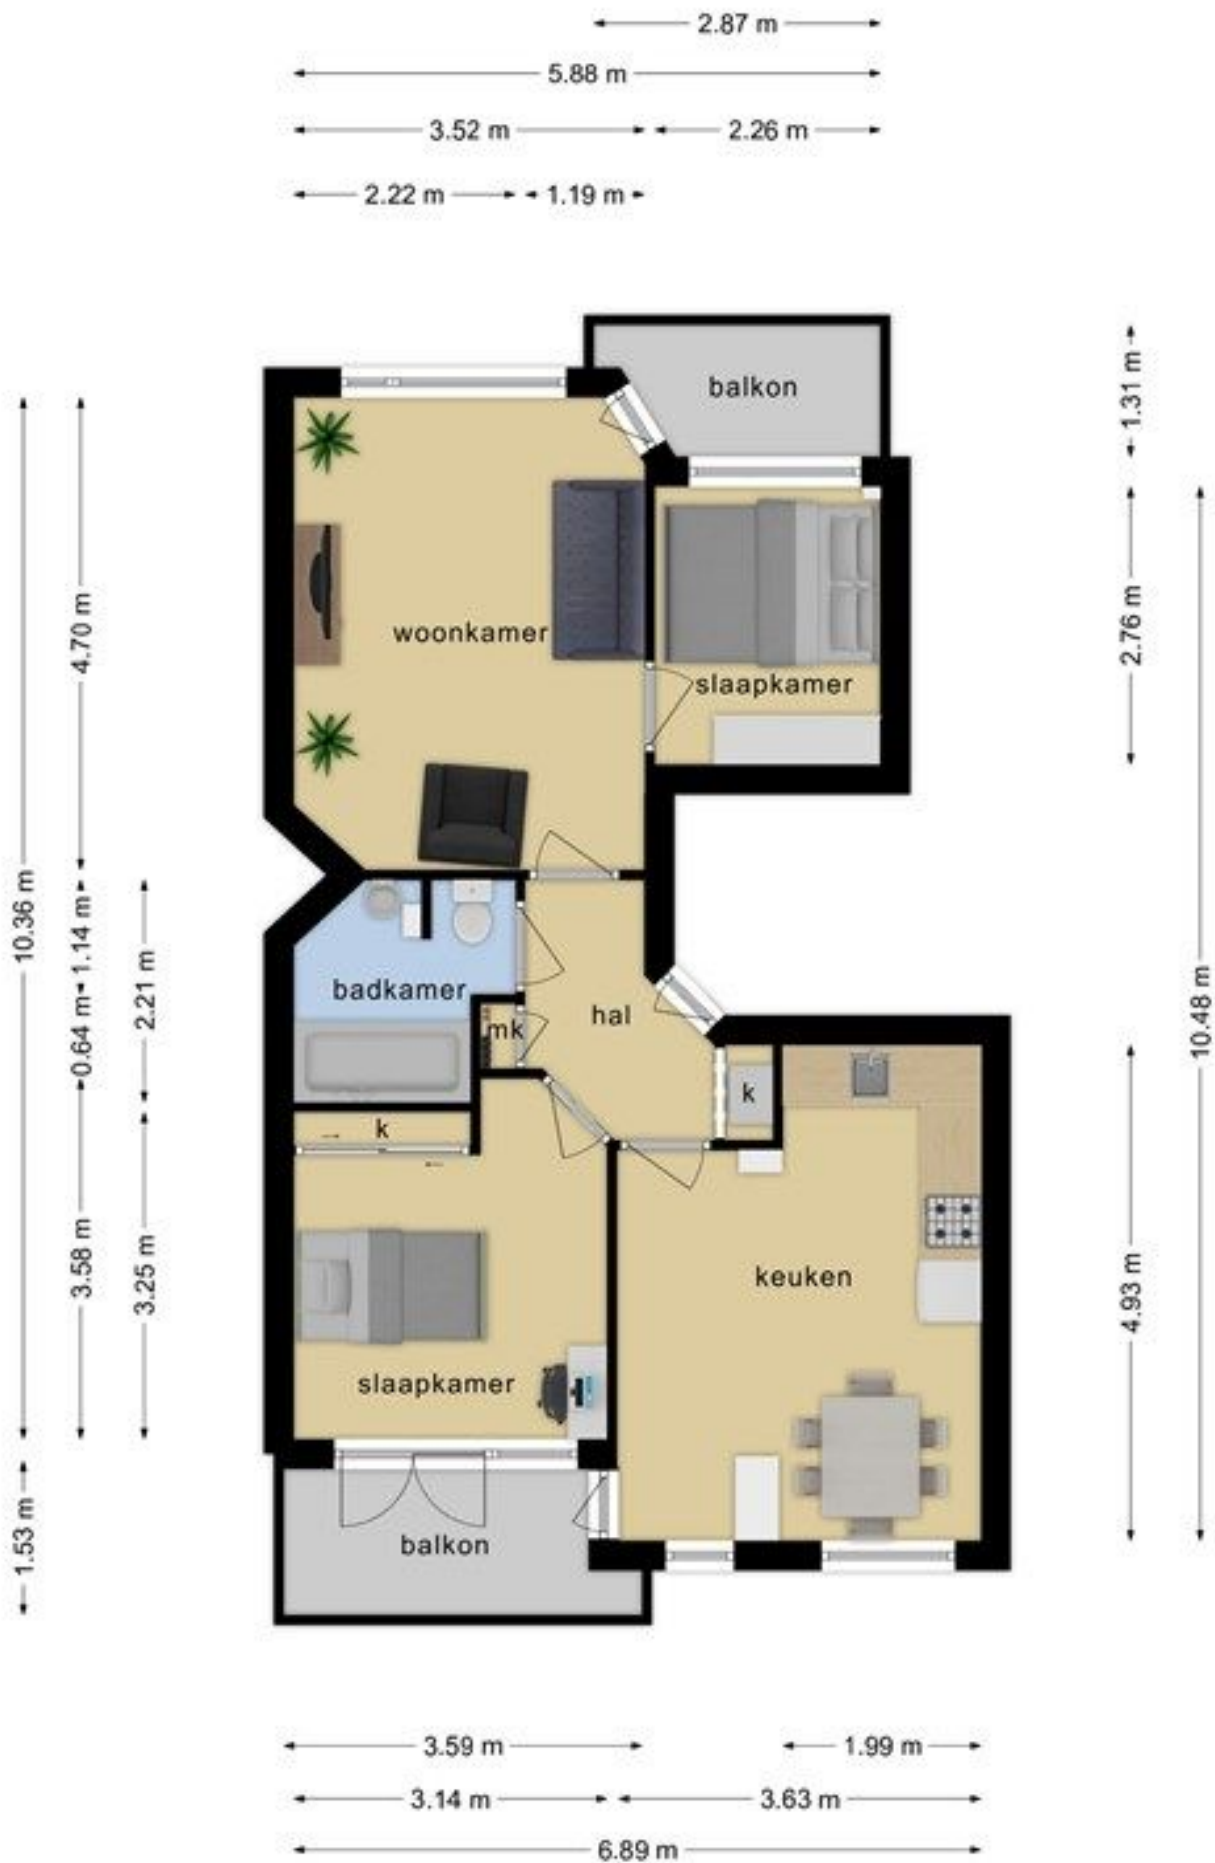 2.87 m
5.88 m
3.52 m
2.26 m
2.22 m
1.19 m
balkon
1.31 m
4.70 m
woonkamer
2.76 m
slaapkamer
10.36 m
1.14 m
0.64 m
2.21 m
badkamer
mk
hal
10.48 m
k
k
3.58 m
3.25 m
keuken
4.93 m
slaapkamer
1.53 m
balkon
3.59 m
1.99 m
3.14 m
3.63 m
6.89 m